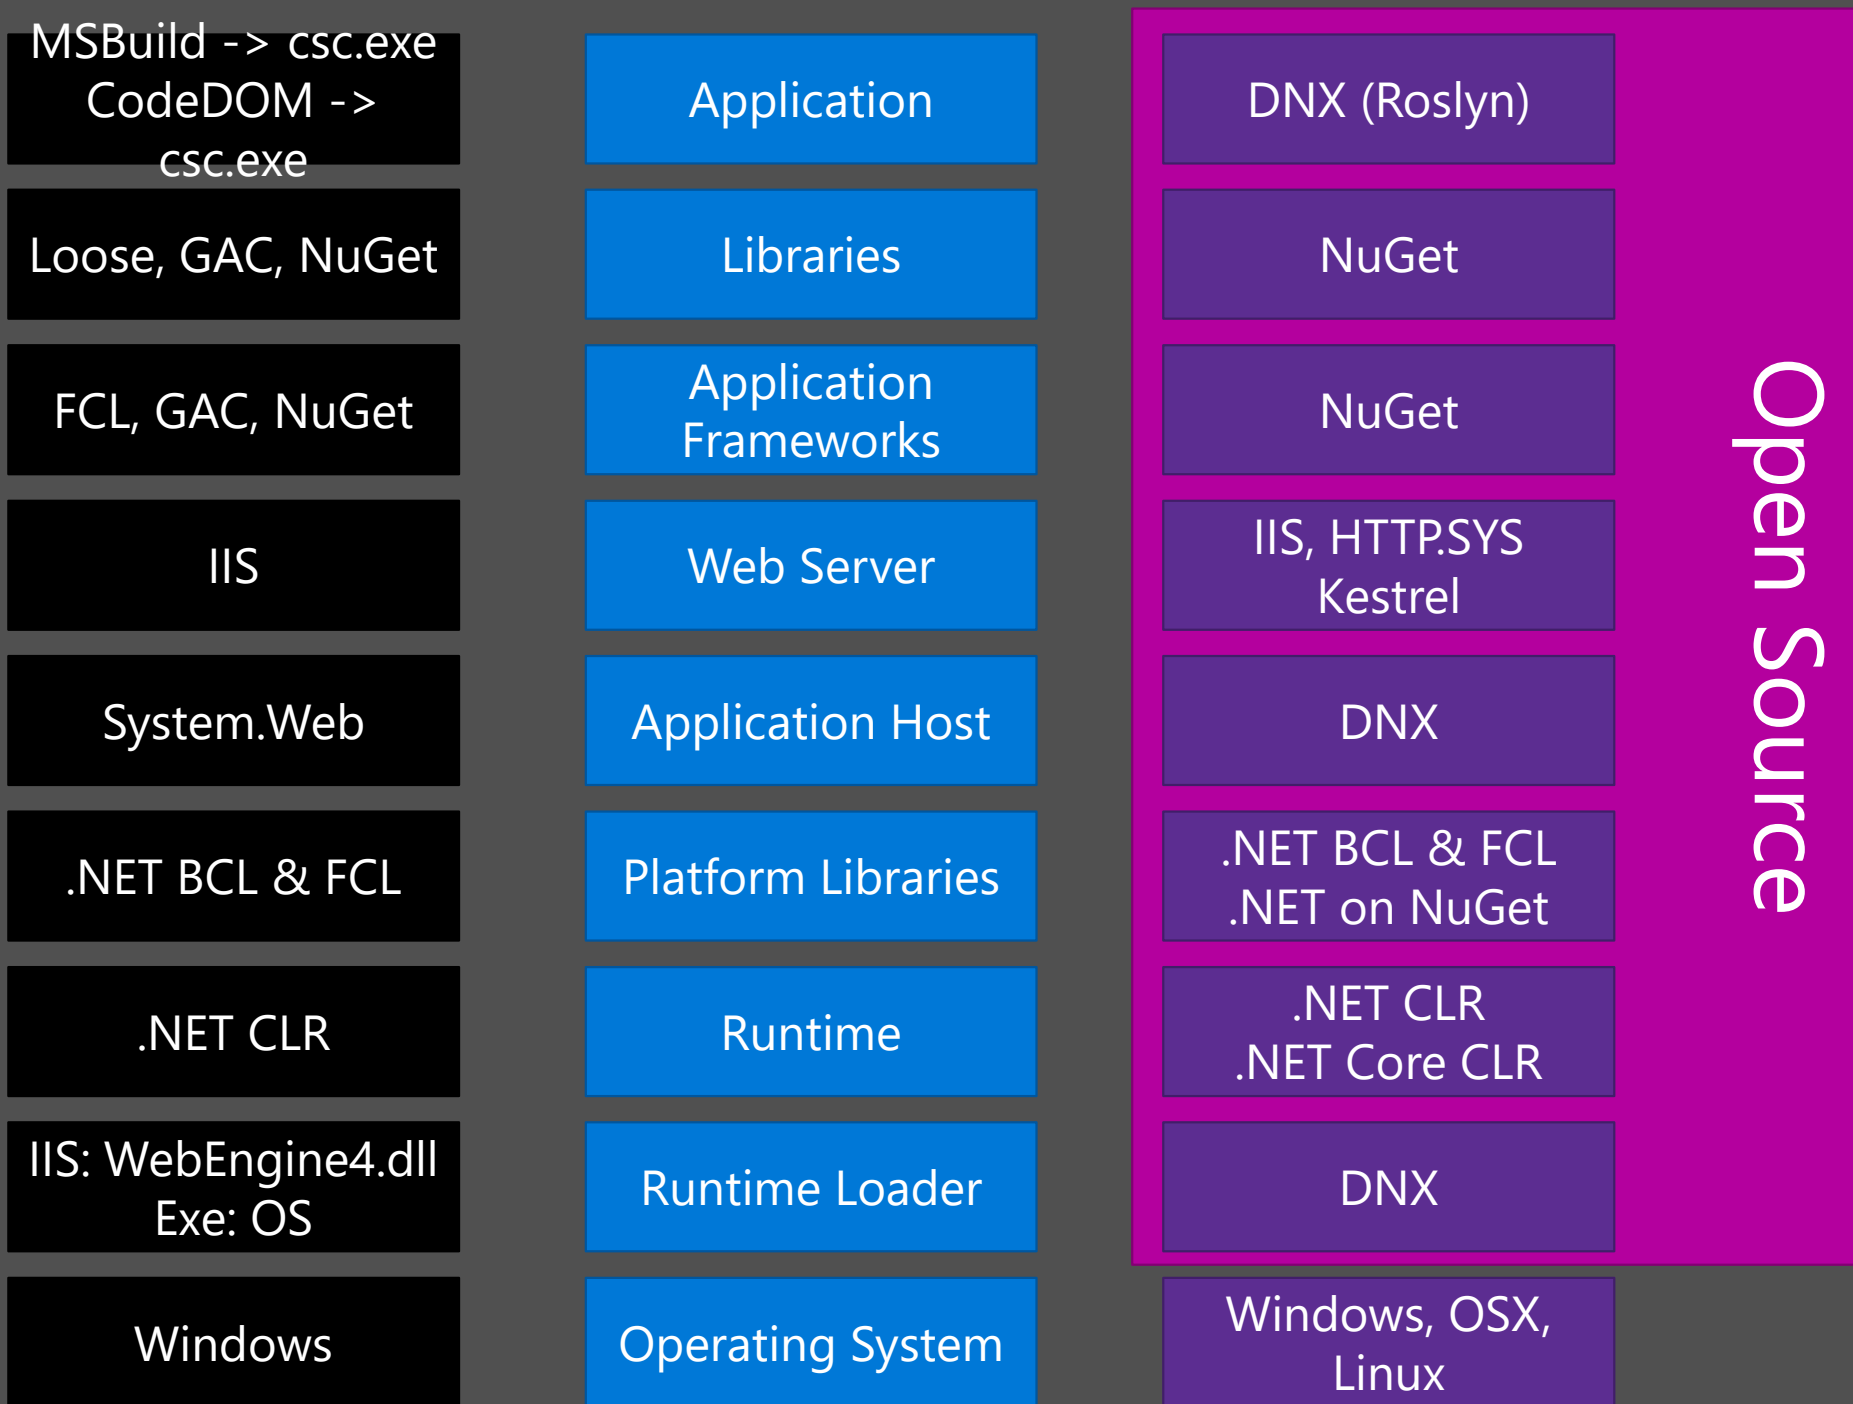 MSBuild -> csc.exe
CodeDOM ->
csc.exe
Application
DNX (Roslyn)
Loose, GAC, NuGet
Libraries
NuGet
FCL, GAC, NuGet
Application
Frameworks
NuGet
IIS
Web Server
IIS, HTTP.SYS
Kestrel
System.Web
Application Host
DNX
.NET BCL & FCL
Platform Libraries
.NET BCL & FCL
.NET on NuGet
.NET CLR
Runtime
.NET CLR
.NET Core CLR
IIS: WebEngine4.dll
Exe: OS
Runtime Loader
DNX
Windows
Operating System
Windows, OSX,
Linux
Open Source